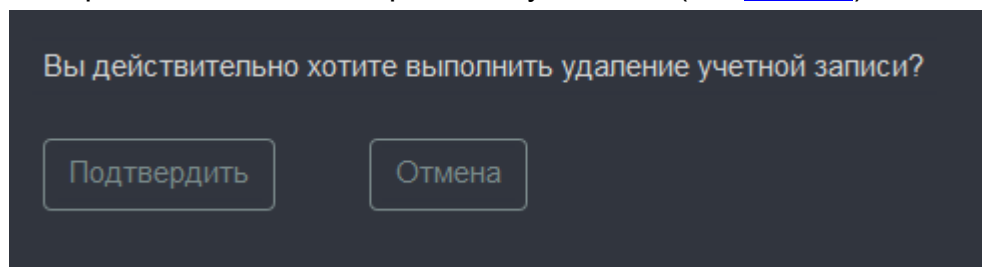 Вы действительно хотите выполнить удаление учетной записи?
Подтвердить
Отмена